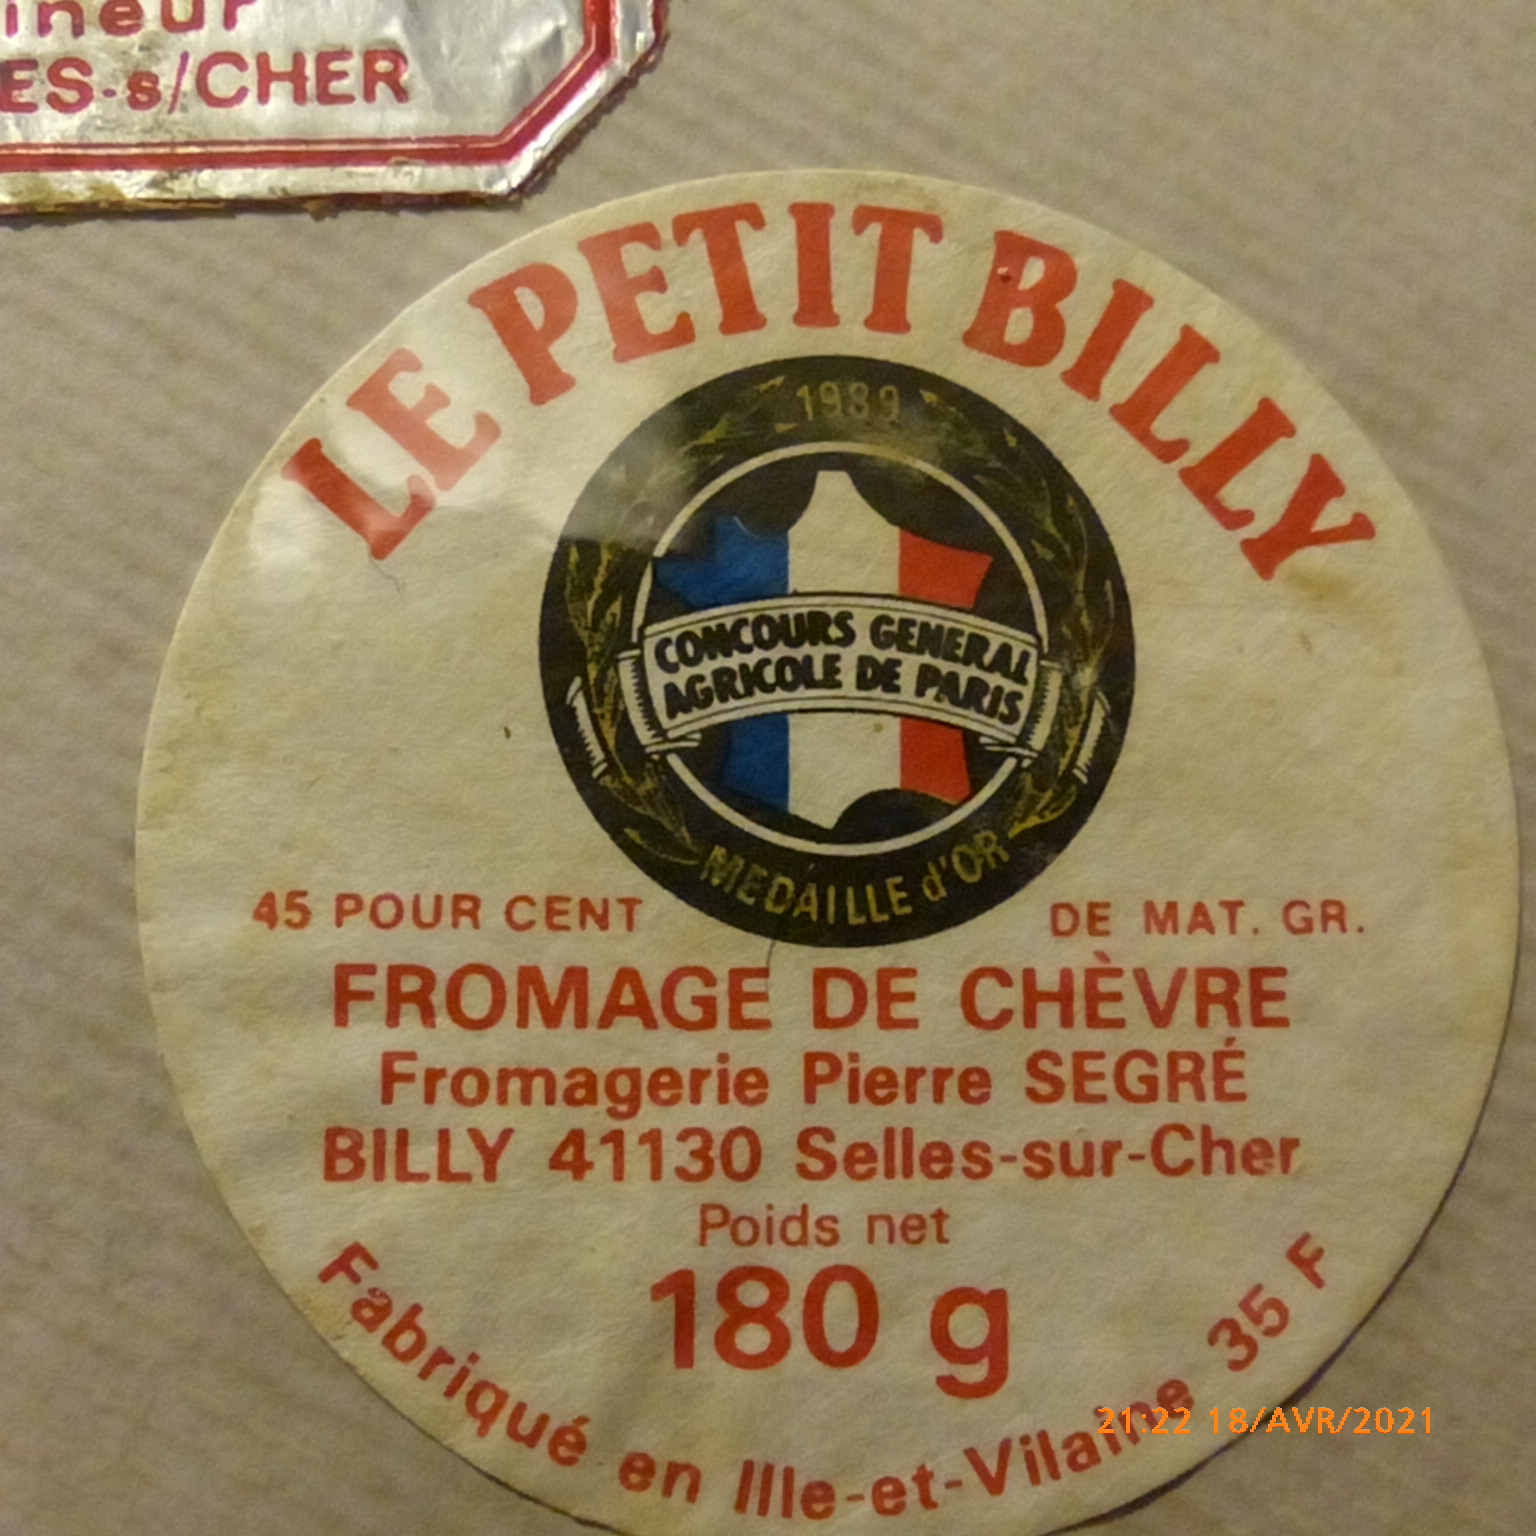 ineur
ES-s/CHER
LE PETIT BILLY
1989
CONCOURS GENERAL
AGRICOLE DE PARIS
MEDAILLE d'OR
45 POUR CENT DE MAT. GR.
FROMAGE DE CHÈVRE
Fromagerie Pierre SEGRÉ
BILLY 41130 Selles-sur-Cher
Poids net
180 g
Fabriqué en Ille-et-Vilaine 35 F
21:22 18/AVR/2021